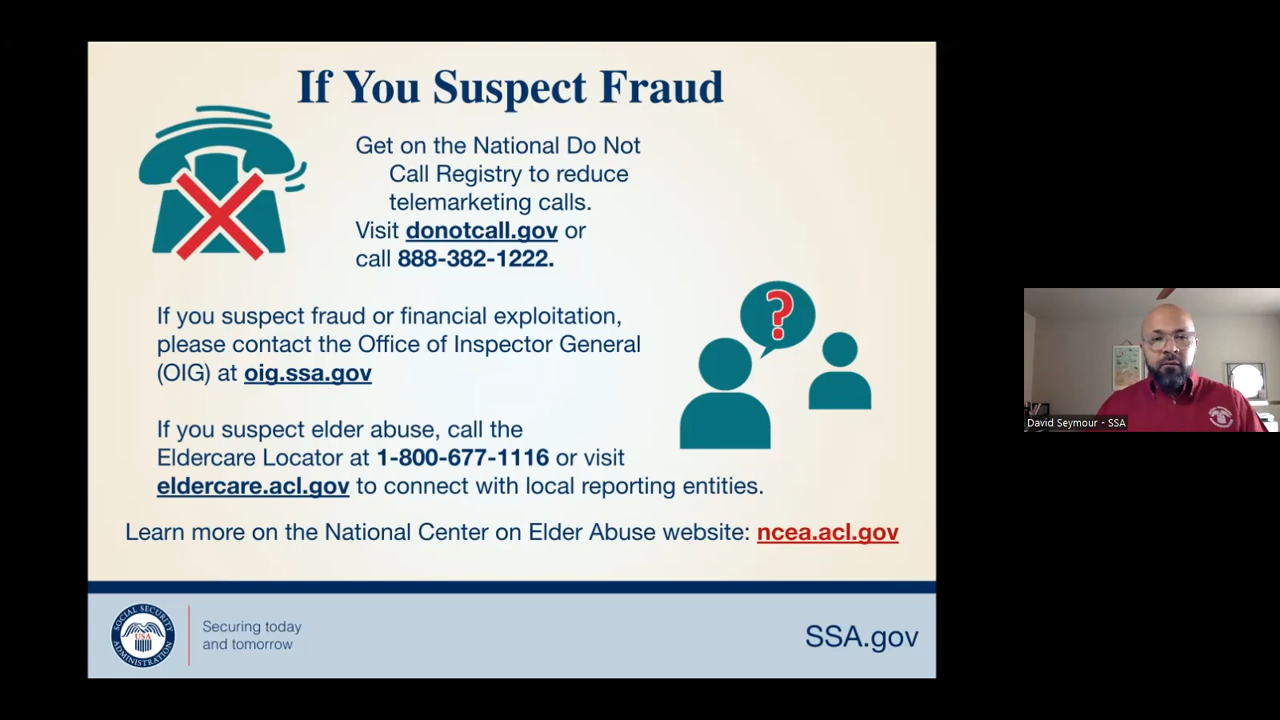 If You Suspect Fraud
Get on the National Do Not
Call Registry to reduce
telemarketing calls.
Visit donotcall.gov or
call 888-382-1222.
?
If you suspect fraud or financial exploitation,
please contact the Office of Inspector General
(OIG) at oig.ssa.gov
If you suspect elder abuse, call the
Eldercare Locator at 1-800-677-1116 or visit
eldercare.acl.gov to connect with local reporting entities.
Learn more on the National Center on Elder Abuse website: ncea.acl.gov
SOCIAL SECURITY
USA
ADMINISTRATION
Securing today
and tomorrow
SSA.gov
David Seymour - SSA